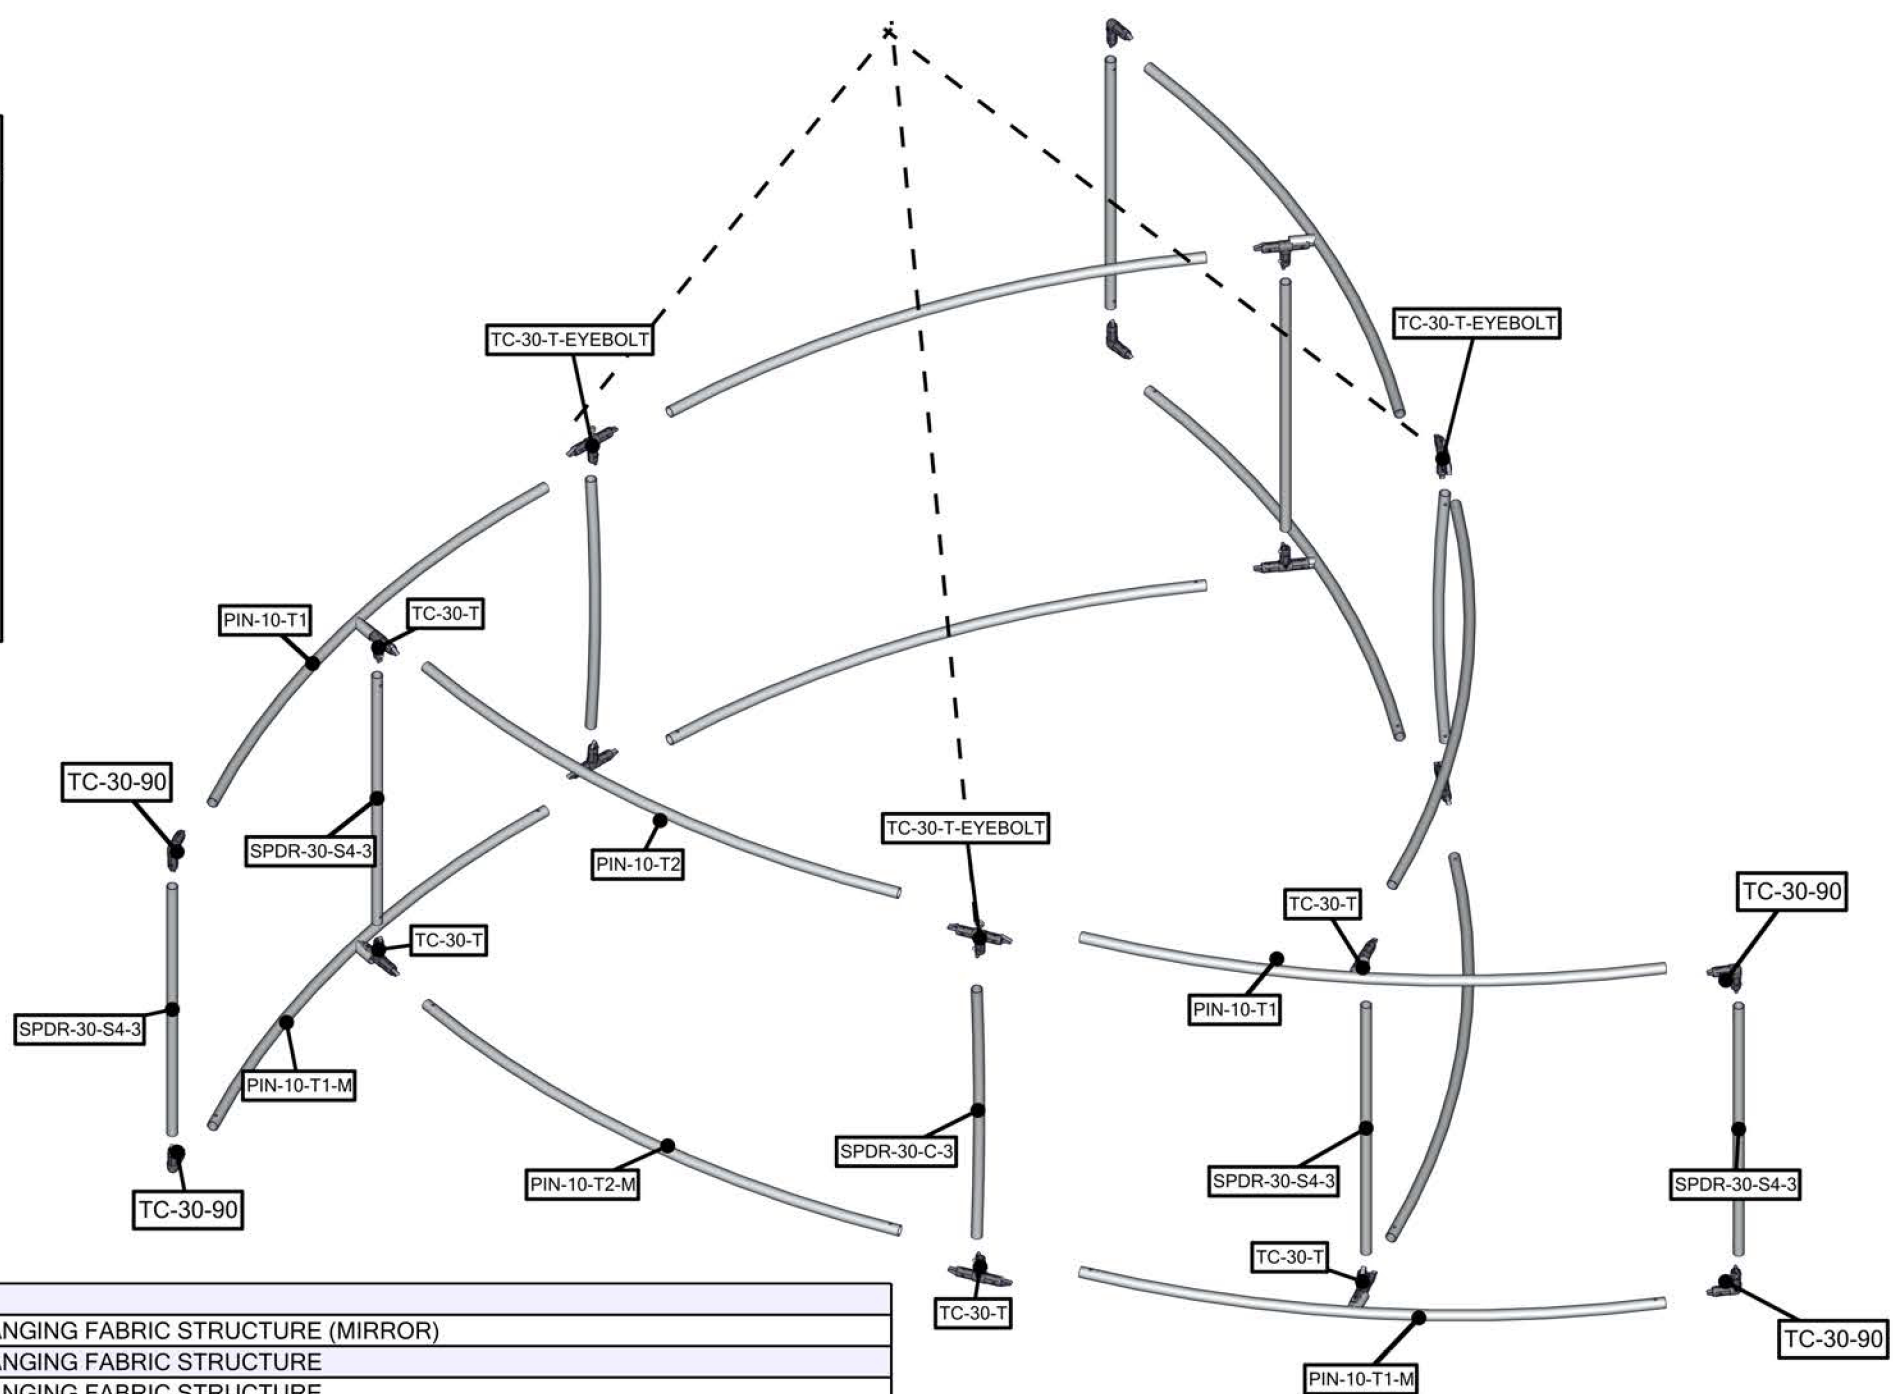 TC-30-T-EYEBOLT
TC-30-T-EYEBOLT
PIN-10-T1
TC-30-T
TC-30-90
SPDR-30-S4-3
PIN-10-T2
TC-30-T-EYEBOLT
TC-30-T
TC-30-90
TC-30-T
SPDR-30-S4-3
PIN-10-T1
PIN-10-T1-M
SPDR-30-C-3
PIN-10-T2-M
SPDR-30-S4-3
SPDR-30-S4-3
TC-30-90
TC-30-T
TC-30-T
TC-30-90
PIN-10-T1-M
ANGING FABRIC STRUCTURE (MIRROR)
ANGING FABRIC STRUCTURE
ANGING FABRIC STRUCTURE